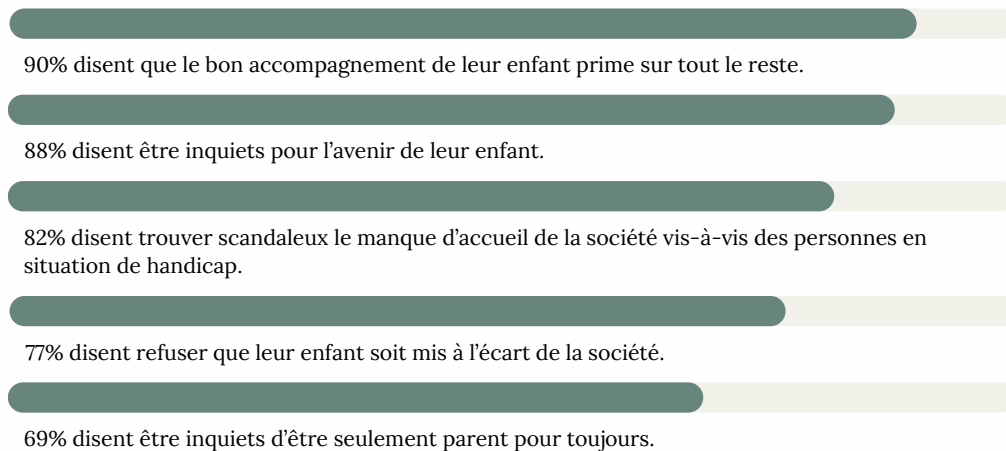 90% disent que le bon accompagnement de leur enfant prime sur tout le reste.
88% disent être inquiets pour l’avenir de leur enfant.
82% disent trouver scandaleux le manque d’accueil de la société vis-à-vis des personnes en
situation de handicap.
77% disent refuser que leur enfant soit mis à l’écart de la société.
69% disent être inquiets d’être seulement parent pour toujours.